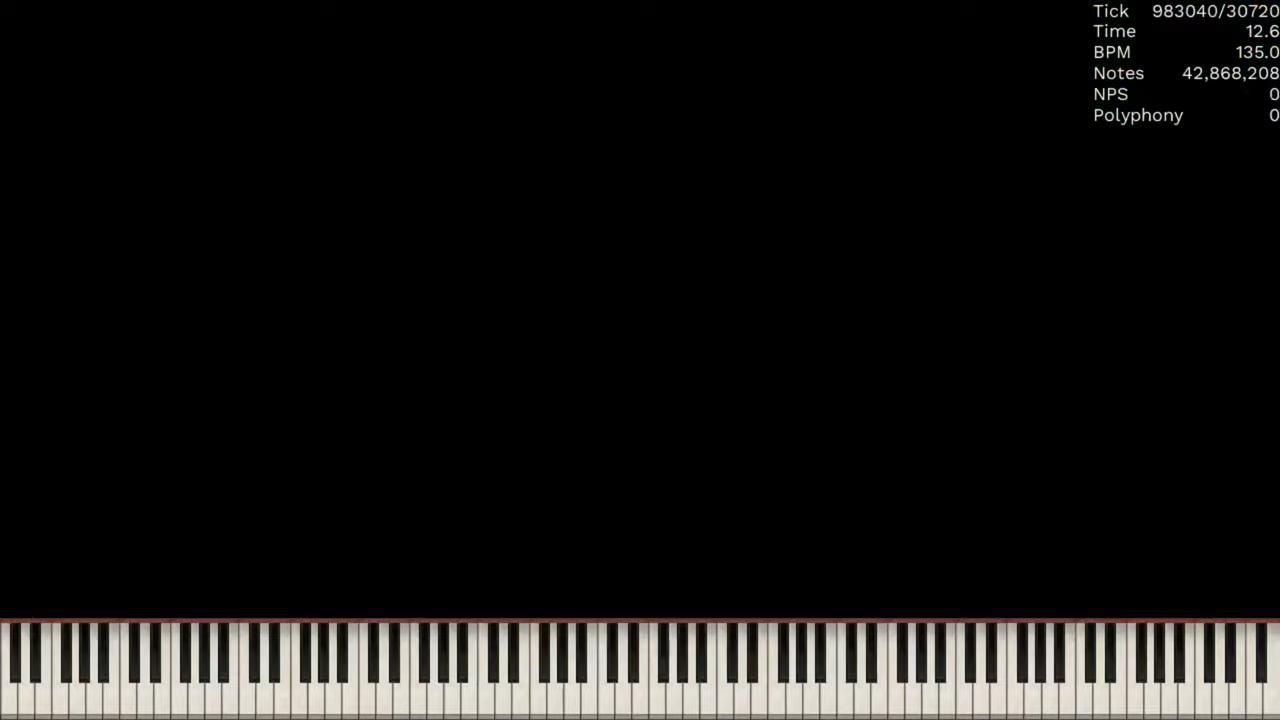 Tick 983040/30720
Time 12.6
BPM 135.0
Notes 42,868,208
NPS 0
Polyphony 0